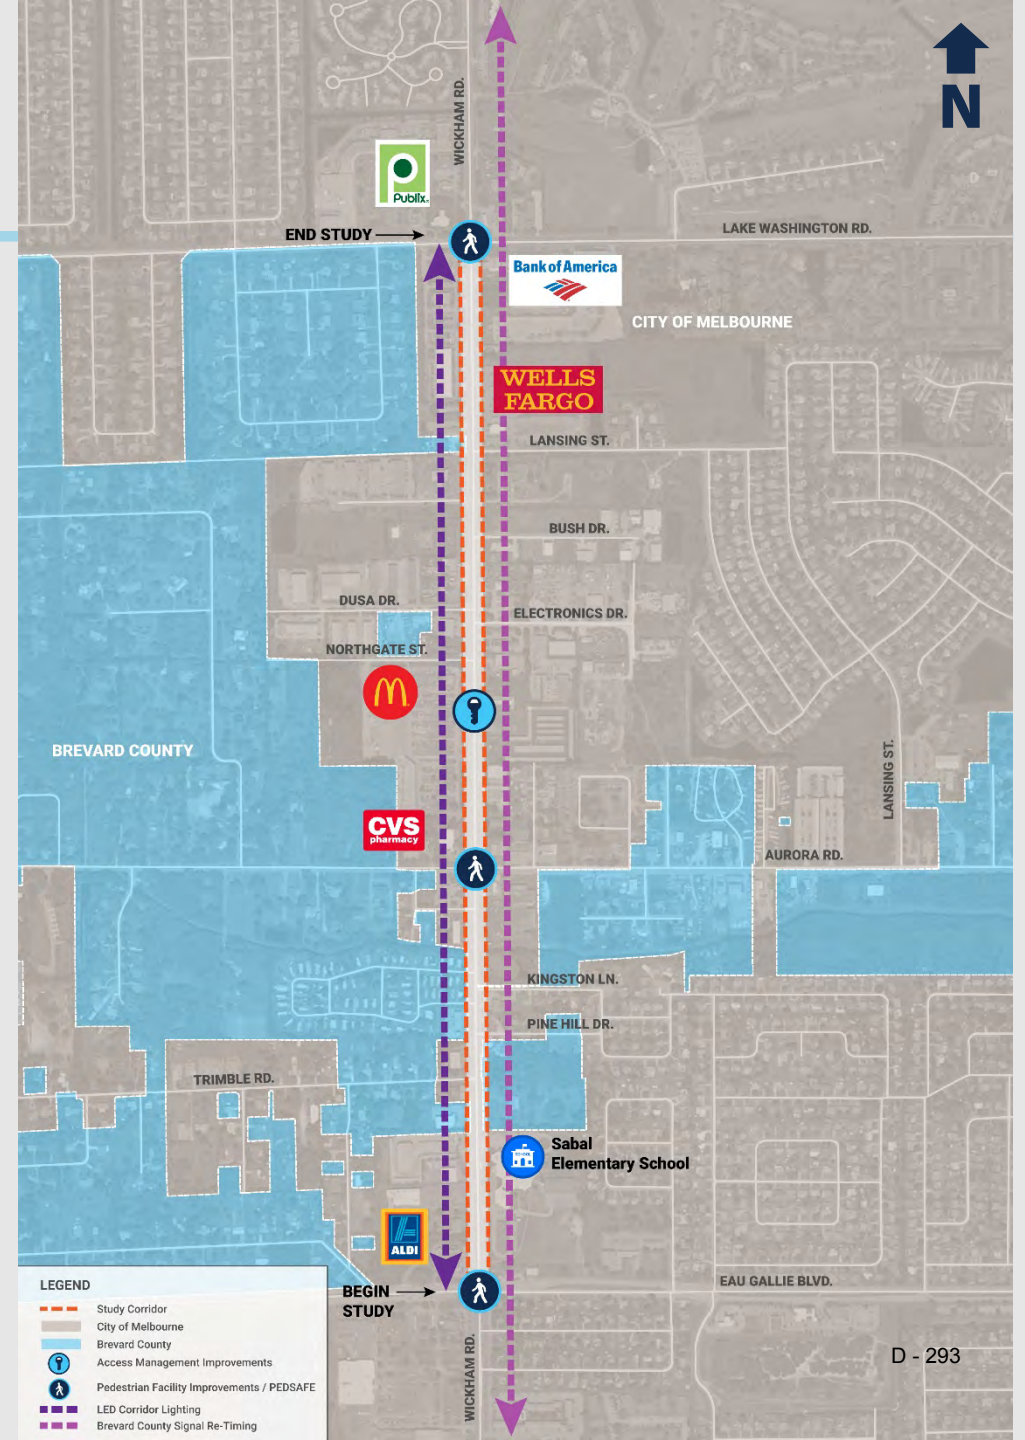 N
WICKHAM RD.
Publix
END STUDY
LAKE WASHINGTON RD.
Bank of America
CITY OF MELBOURNE
WELLS
FARGO
LANSING ST.
BUSH DR.
DUSA DR.
ELECTRONICS DR.
NORTHGATE ST.
BREVARD COUNTY
LANSING ST.
CVS
pharmacy
AURORA RD.
KINGSTON LN.
PINE HILL DR.
TRIMBLE RD.
Sabal
Elementary School
ALDI
EAU GALLIE BLVD.
BEGIN
STUDY
WICKHAM RD.
D - 293
LEGEND
Study Corridor
City of Melbourne
Brevard County
Access Management Improvements
Pedestrian Facility Improvements / PEDSAFE
LED Corridor Lighting
Brevard County Signal Re-Timing